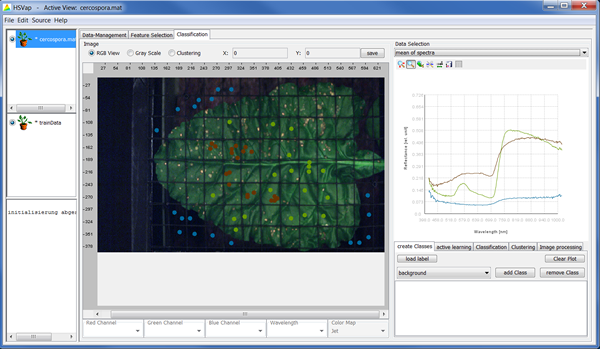 HSVap - Active View: cercospora.mat
File Edit Source Help
* cercospora.ma
* trainData
initialisierung abge
Data-Management Feature Selection Classification
Image
RGB View Gray Scale Clustering X: 0 Y: 0 save
27 54 81 108 135 162 189 216 243 270 297 324 351 378 405 432 459 486 513 540 567 594 621
-27
-54
-81
-108
-135
-162
-189
-216
-243
-270
-297
-324
-351
-378
Red Channel Green Channel Blue Channel Wavelength Color Map
Jet
Data Selection
mean of spectra
Reflectance [rel. unit]
Wavelength [nm]
create Classes active learning Classification Clustering Image processing
load label Clear Plot
background add Class remove Class